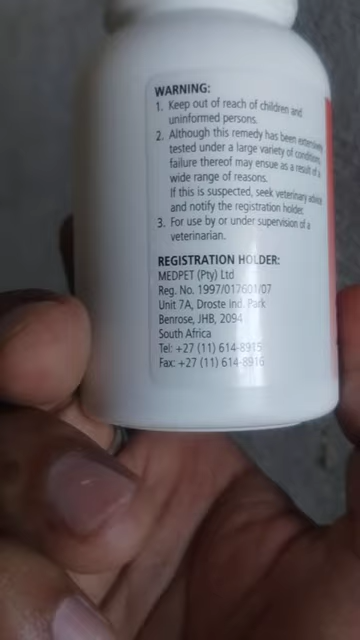 WARNING:
1. Keep out of reach of children and
uninformed persons.
2. Although this remedy has been extensively
tested under a large variety of conditions,
failure thereof may ensue as a result of a
wide range of reasons.
If this is suspected, seek veterinary advice
and notify the registration holder.
3. For use by or under supervision of a
veterinarian.
REGISTRATION HOLDER:
MEDPET (Pty) Ltd
Reg. No. 1997/017601/07
Unit 7A, Droste Ind. Park
Benrose, JHB, 2094
South Africa
Tel: +27 (11) 614-8915
Fax: +27 (11) 614-8916